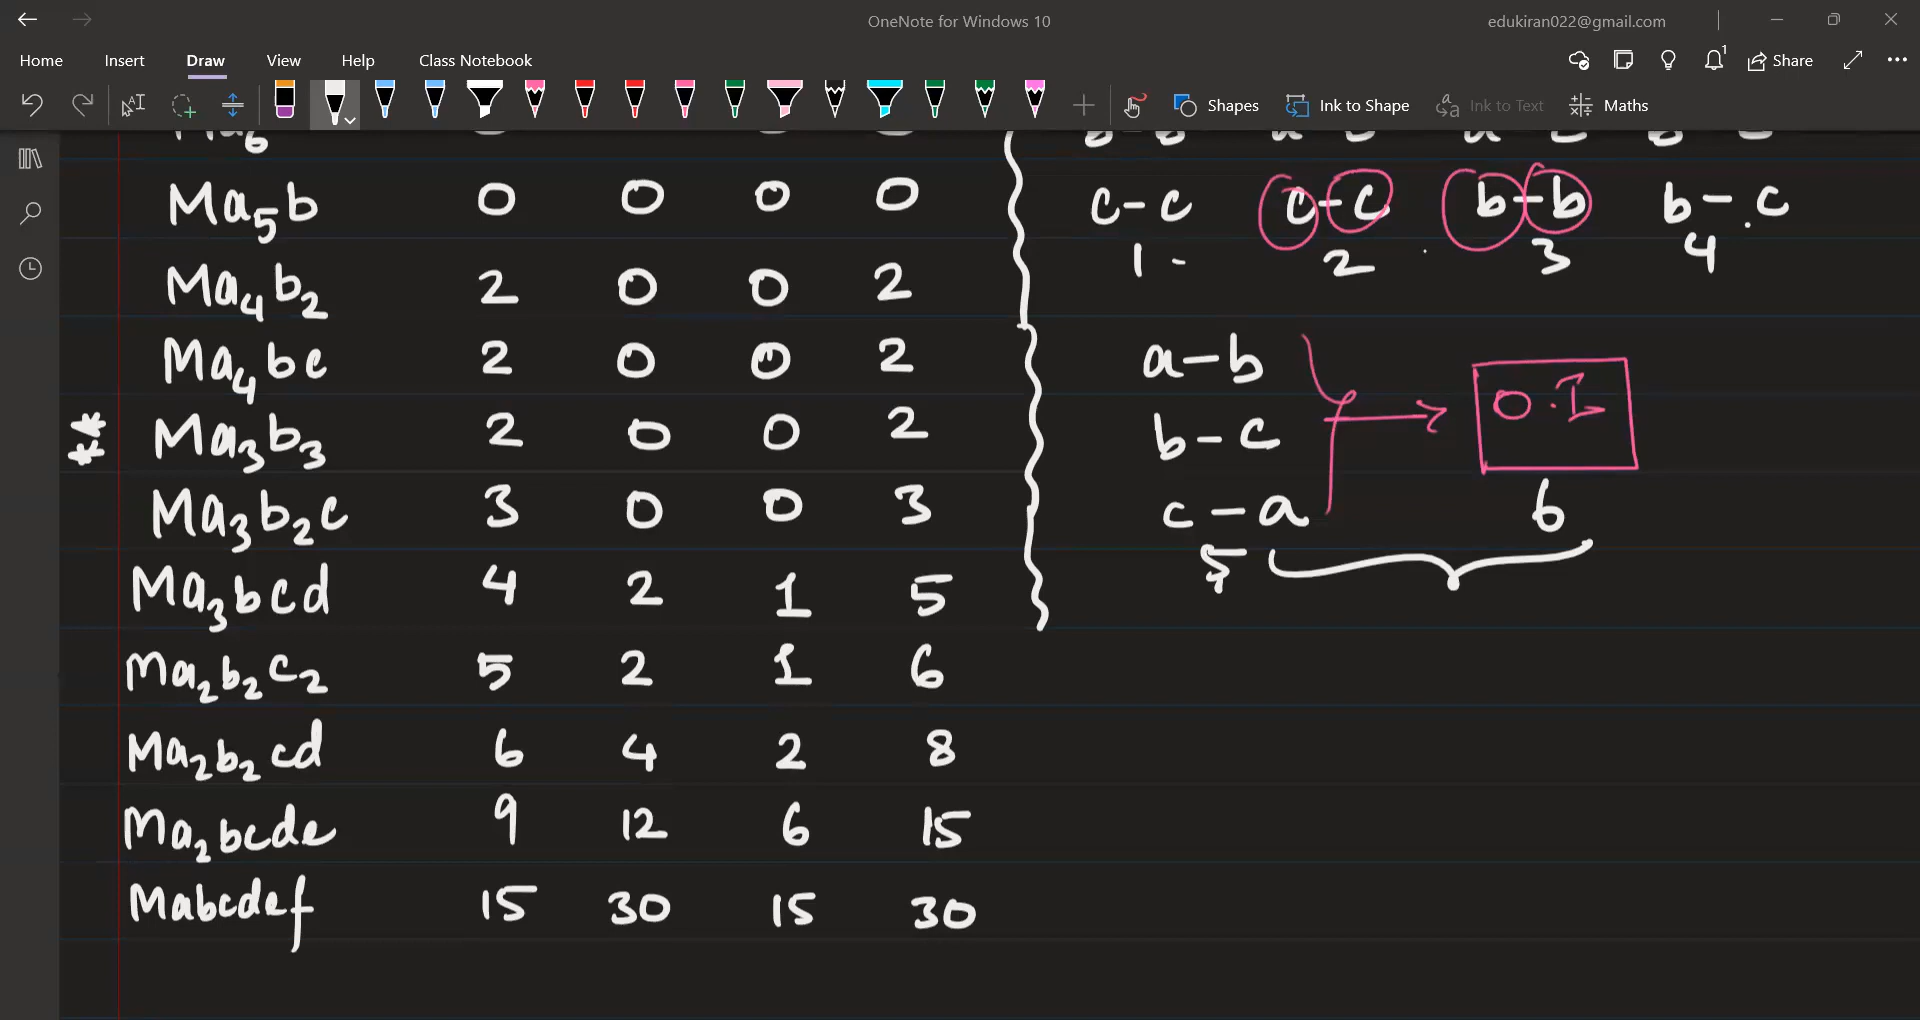 OneNote for Windows 10
edukiran022@gmail.com
Home Insert Draw View Help Class Notebook
1
Share
Shapes Ink to Shape Ink to Text Maths
Ma5b 0 0 0 0
Ma4b2 2 0 0 2
Ma4bc 2 0 0 2
** Ma3b3 2 0 0 2
Ma3b2c 3 0 0 3
Ma3bcd 4 2 1 5
Ma2b2c2 5 2 1 6
Ma2b2cd 6 4 2 8
Ma2bcde 9 12 6 15
Mabcdef 15 30 15 30
c-c c-c b-b b-c
1 2 3 4
a-b
b-c
c-a
5
O.I
6